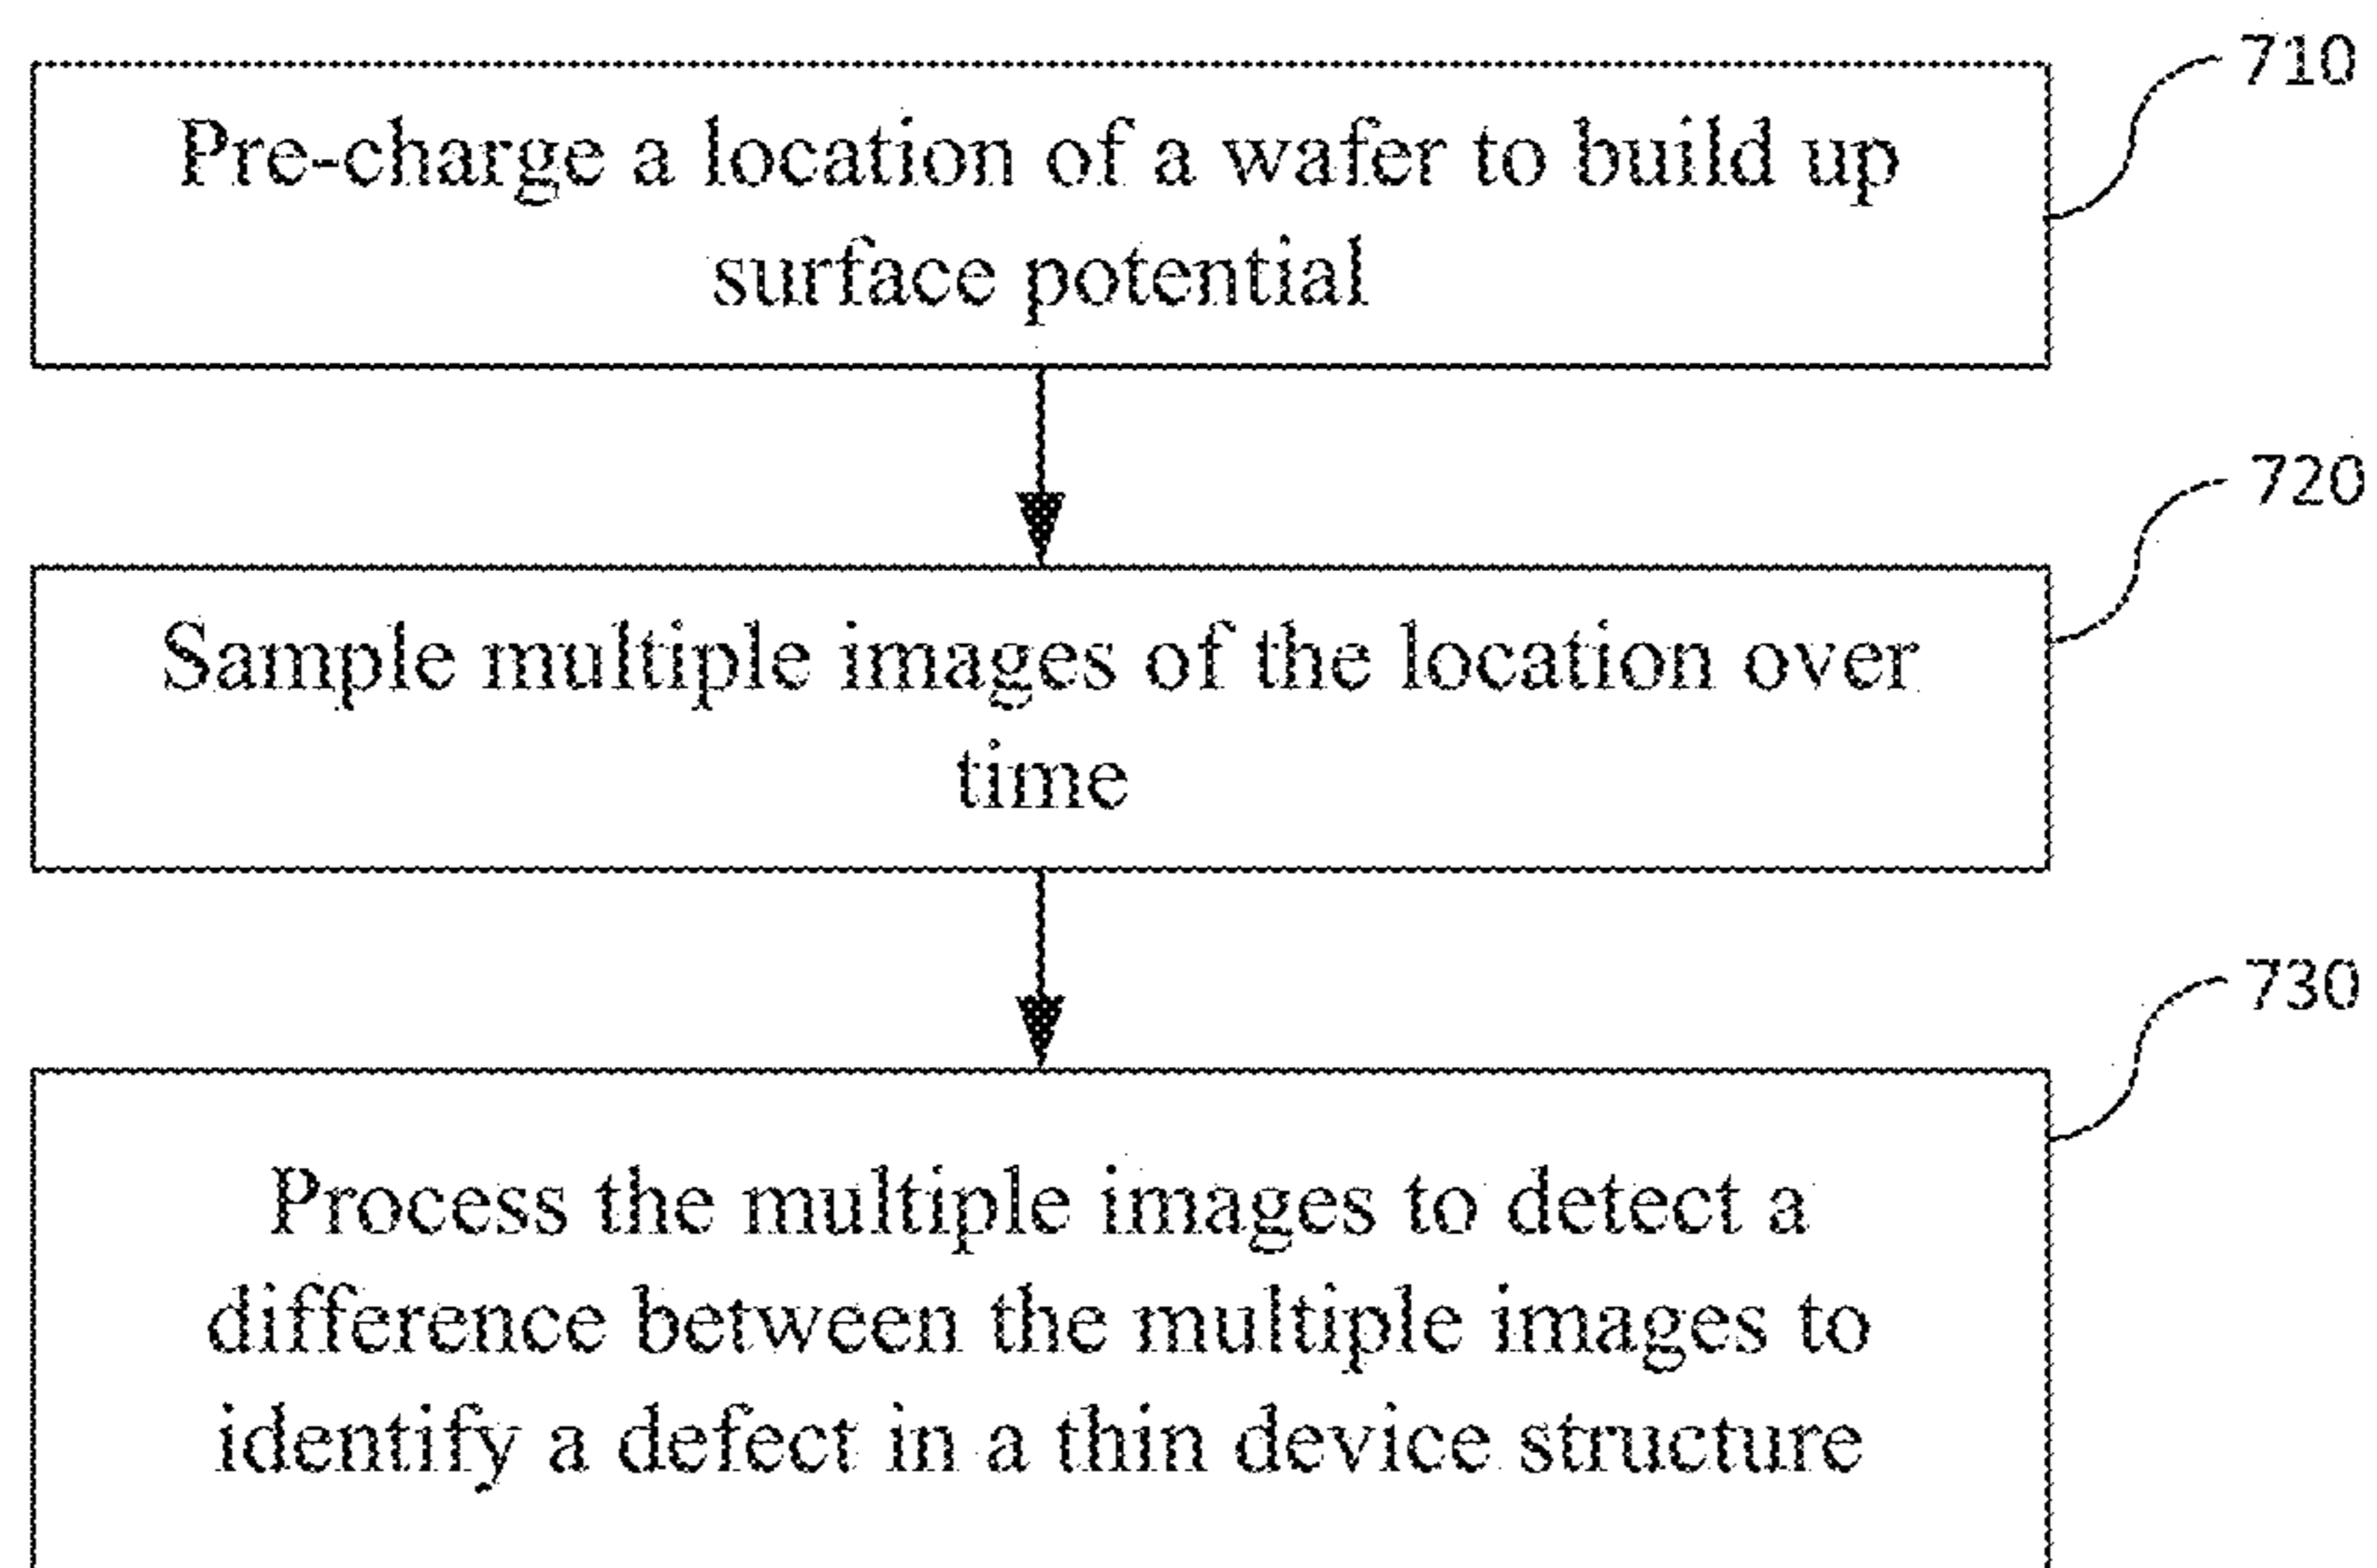 710
Pre-charge a location of a wafer to build up
surface potential
720
Sample multiple images of the location over
time
730
Process the multiple images to detect a
difference between the multiple images to
identify a defect in a thin device structure